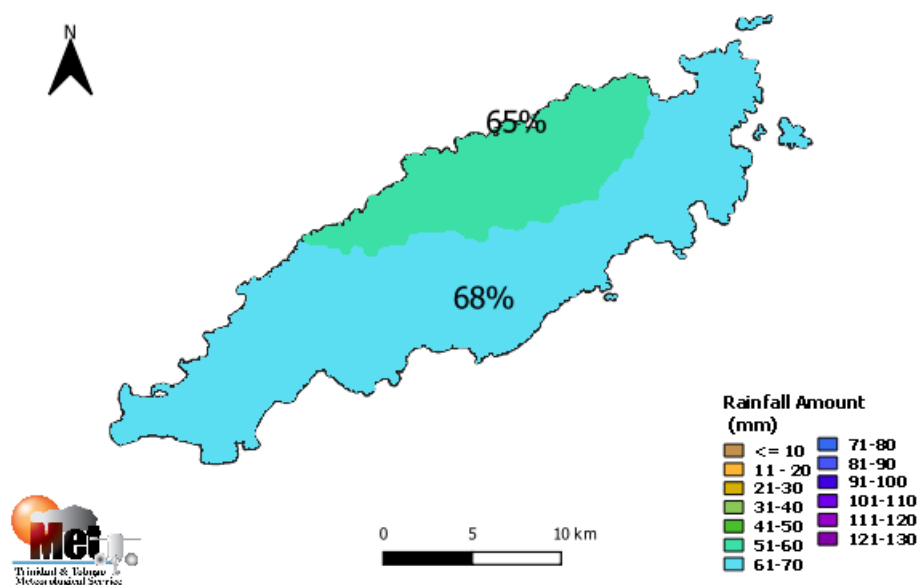 N
65%
68%
Rainfall Amount
(mm)
<= 10
11 - 20
21-30
31-40
41-50
51-60
61-70
71-80
81-90
91-100
101-110
111-120
121-130
0 5 10 km
Met
Trinidad & Tobago
Meteorological Service